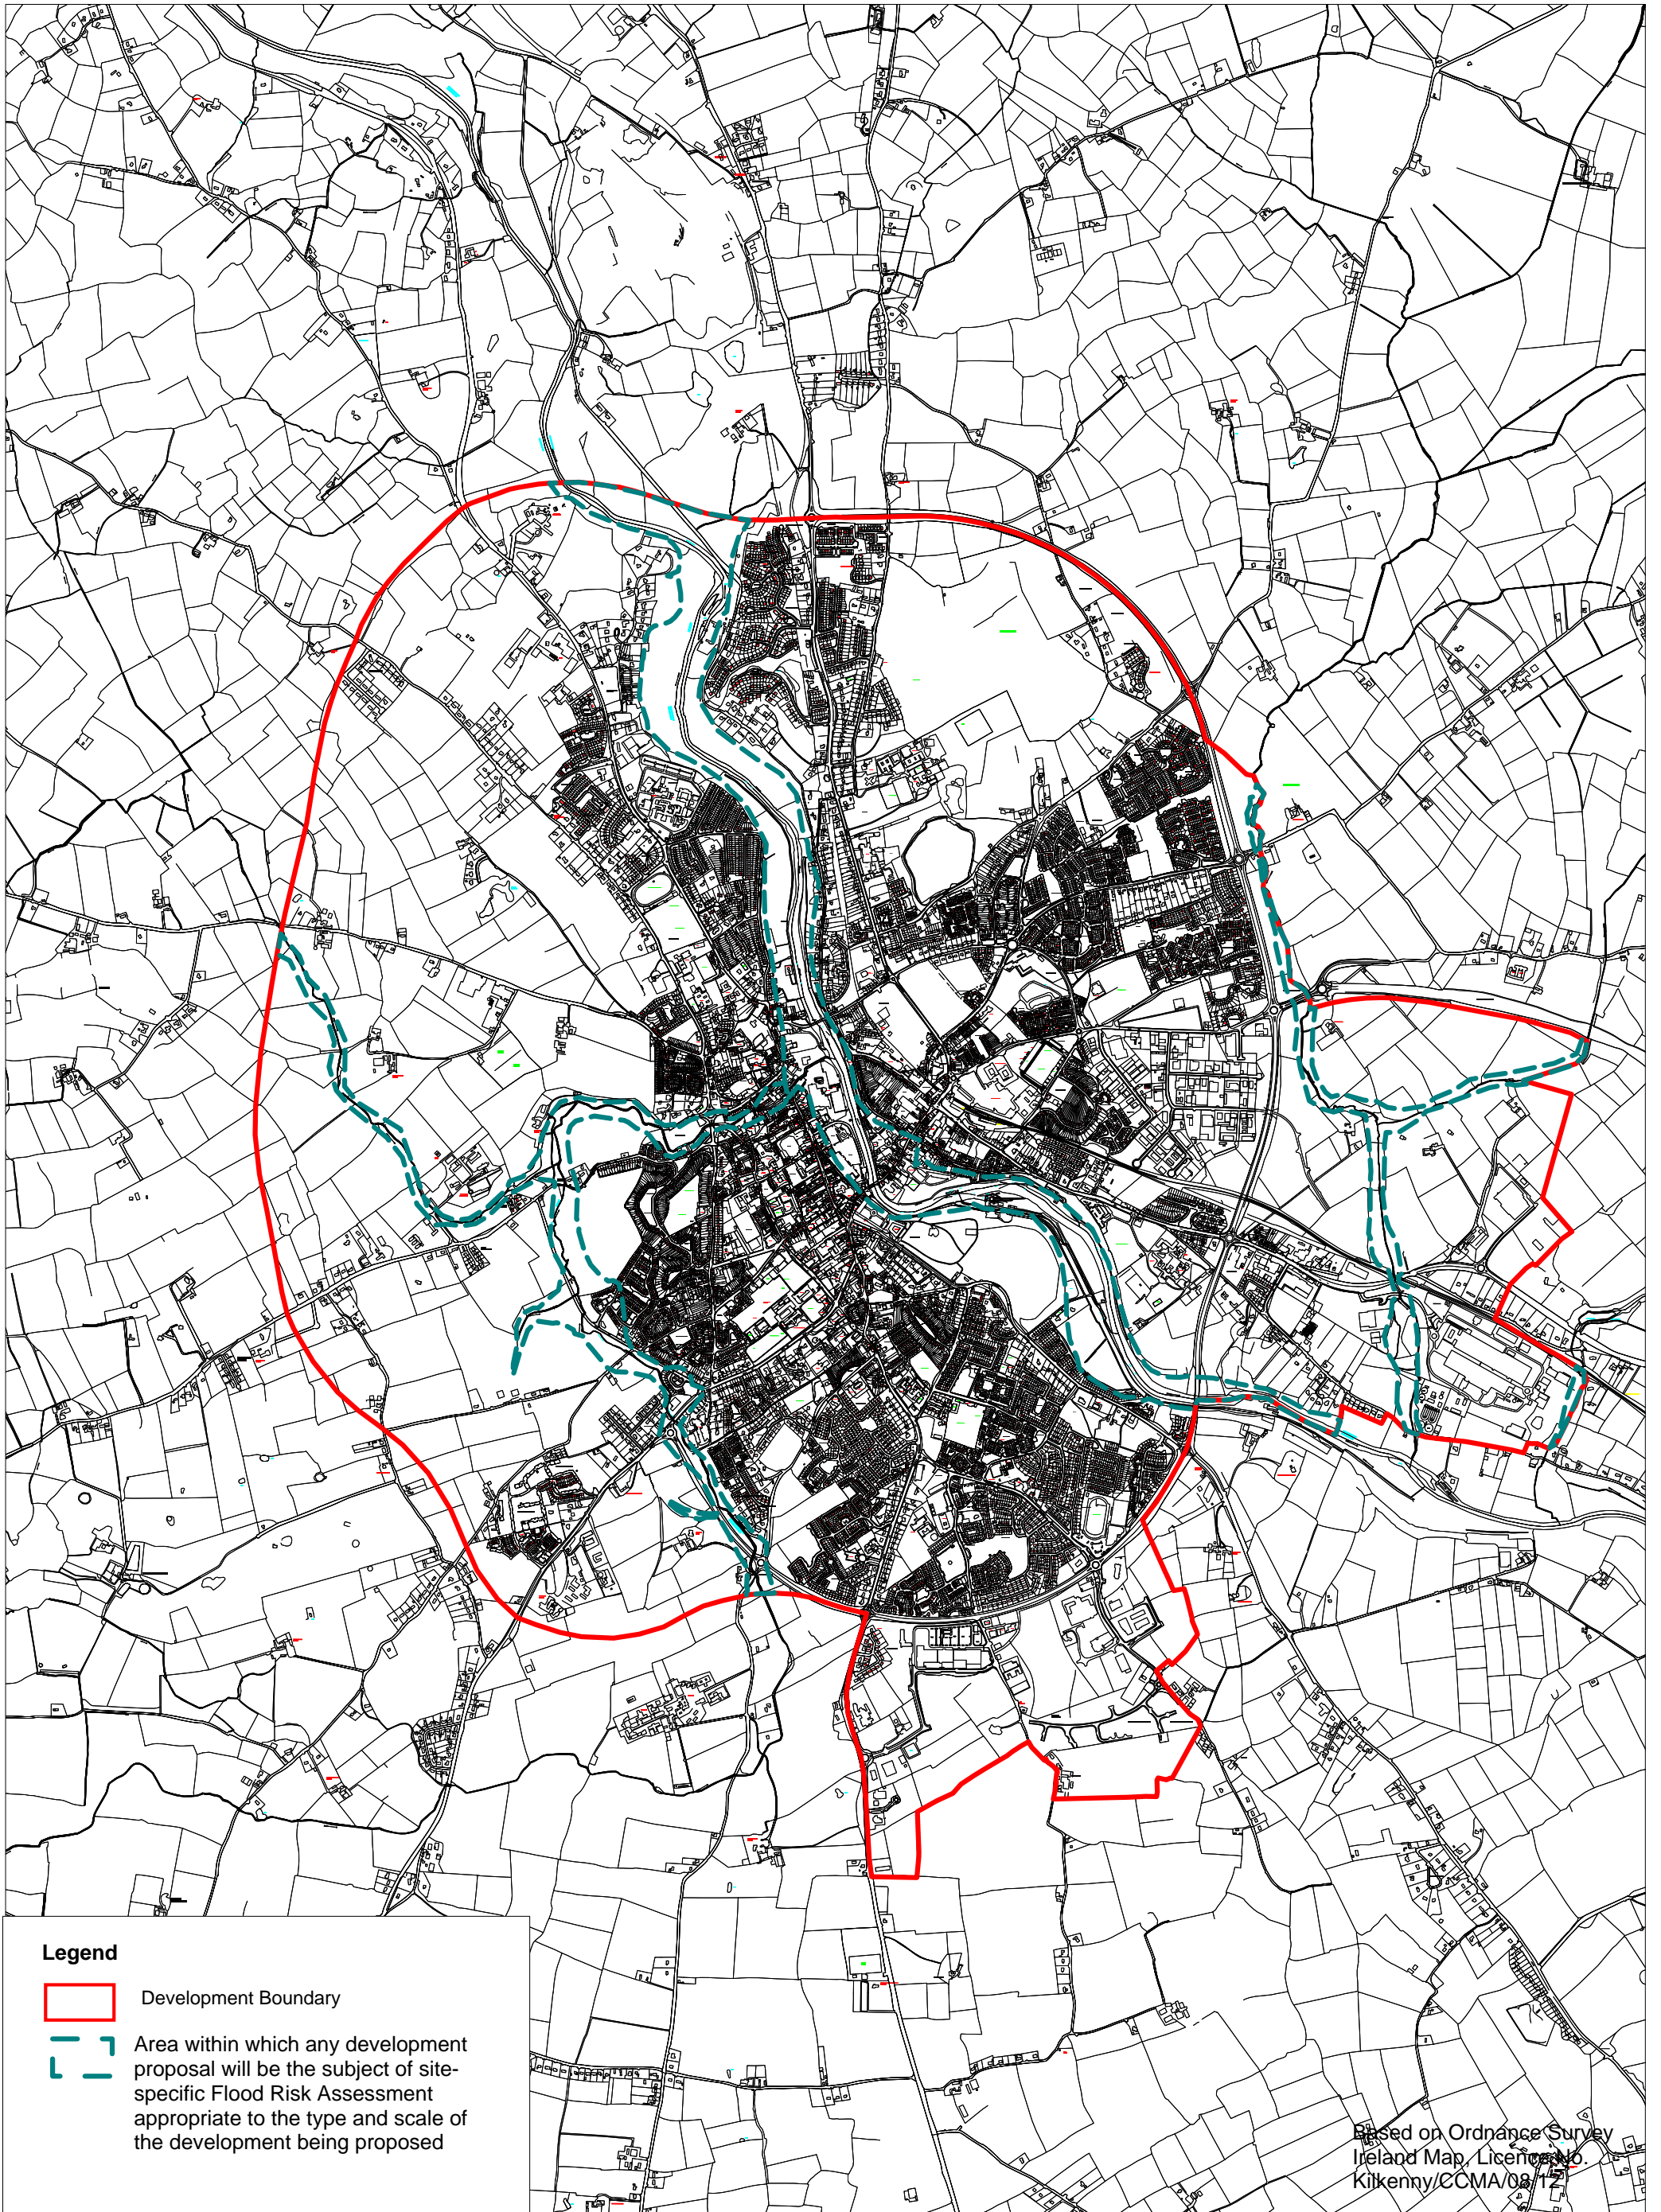 Legend
Development Boundary
Area within which any development
proposal will be the subject of site-
specific Flood Risk Assessment
appropriate to the type and scale of
the development being proposed
Based on Ordnance Survey
Ireland Map, Licence No.
Kilkenny/CCMA/08/12